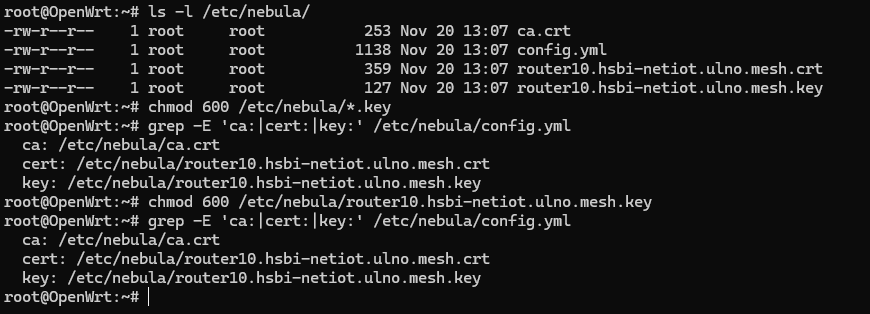 root@OpenWrt:~# ls -l /etc/nebula/
-rw-r--r--    1 root     root           253 Nov 20 13:07 ca.crt
-rw-r--r--    1 root     root          1138 Nov 20 13:07 config.yml
-rw-r--r--    1 root     root           359 Nov 20 13:07 router10.hsbi-netiot.ulno.mesh.crt
-rw-r--r--    1 root     root           127 Nov 20 13:07 router10.hsbi-netiot.ulno.mesh.key
root@OpenWrt:~# chmod 600 /etc/nebula/*.key
root@OpenWrt:~# grep -E 'ca:|cert:|key:' /etc/nebula/config.yml
  ca: /etc/nebula/ca.crt
  cert: /etc/nebula/router10.hsbi-netiot.ulno.mesh.crt
  key: /etc/nebula/router10.hsbi-netiot.ulno.mesh.key
root@OpenWrt:~# chmod 600 /etc/nebula/router10.hsbi-netiot.ulno.mesh.key
root@OpenWrt:~# grep -E 'ca:|cert:|key:' /etc/nebula/config.yml
  ca: /etc/nebula/ca.crt
  cert: /etc/nebula/router10.hsbi-netiot.ulno.mesh.crt
  key: /etc/nebula/router10.hsbi-netiot.ulno.mesh.key
root@OpenWrt:~#